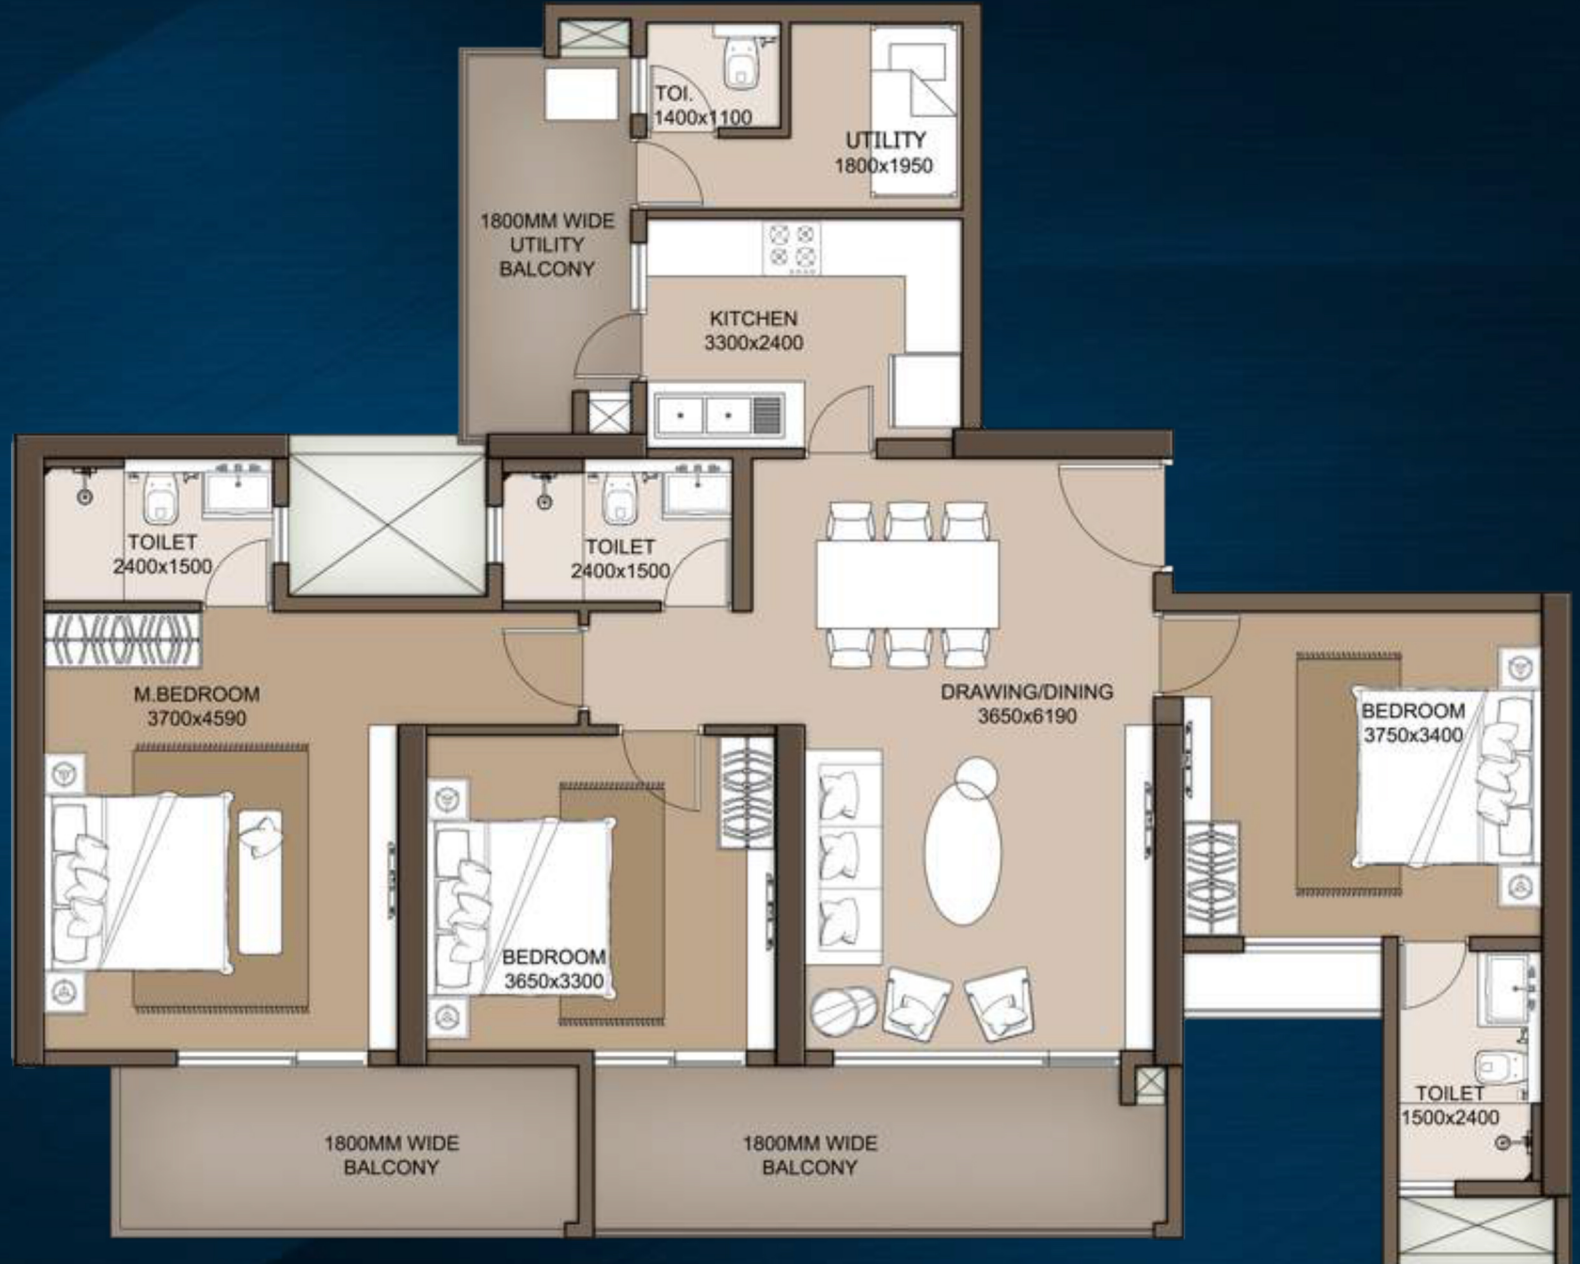 TOI.
1400x1100
UTILITY
1800x1950
1800MM WIDE
UTILITY
BALCONY
KITCHEN
3300x2400
TOILET
2400x1500
TOILET
2400x1500
M.BEDROOM
3700x4590
DRAWING/DINING
3650x6190
BEDROOM
3750x3400
BEDROOM
3650x3300
TOILET
1500x2400
1800MM WIDE
BALCONY
1800MM WIDE
BALCONY